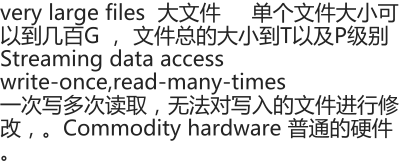 very large files  大文件     单个文件大小可
以到几百G ， 文件总的大小到T以及P级别
Streaming data access
write-once,read-many-times
一次写多次读取，无法对写入的文件进行修
改，。Commodity hardware 普通的硬件
。